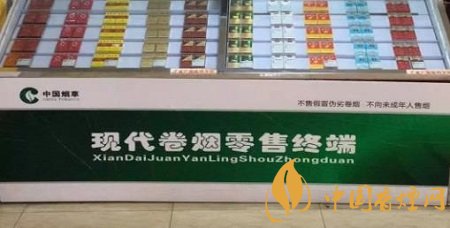 中国烟草
CHINA TOBACCO
不售假冒伪劣卷烟 不向未成年人售烟
现代卷烟零售终端
XianDaiJuanYanLingShouZhongduan
中国香烟网